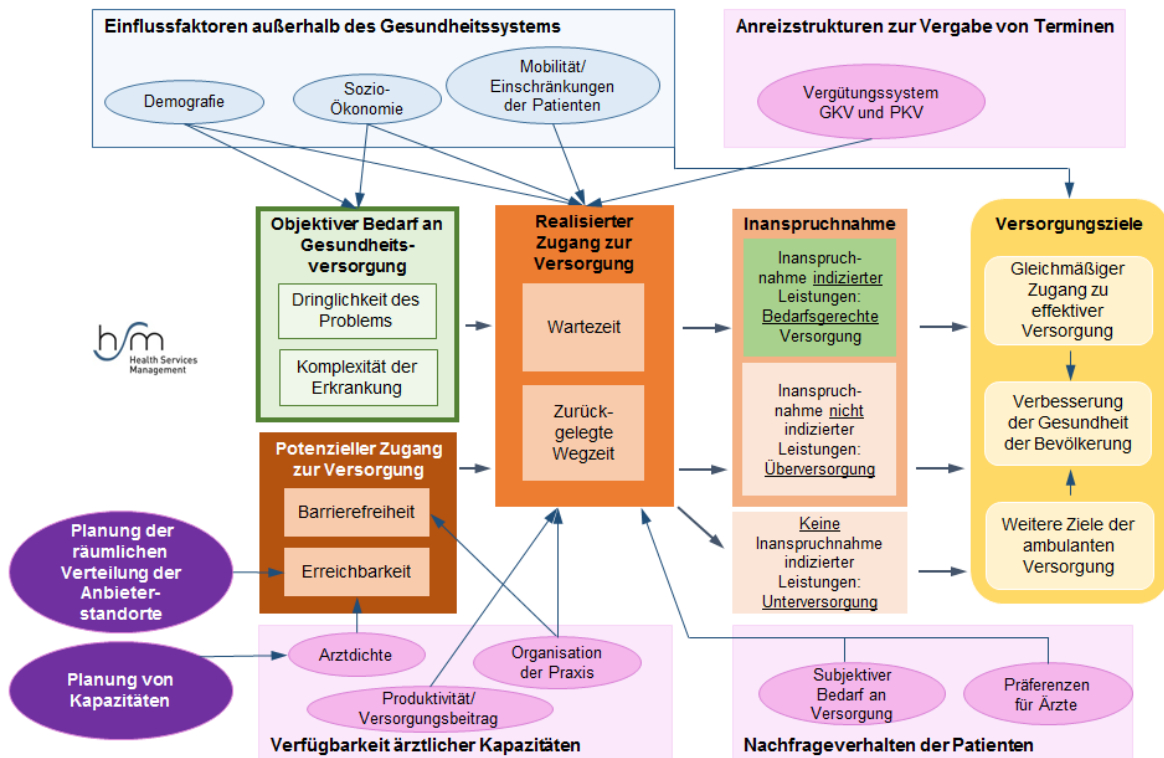 Einflussfaktoren außerhalb des Gesundheitssystems
Demografie
Sozio-
Ökonomie
Mobilität/
Einschränkungen
der Patienten
Anreizstrukturen zur Vergabe von Terminen
Vergütungssystem
GKV und PKV
Objektiver Bedarf an
Gesundheits-
versorgung
Dringlichkeit des
Problems
Komplexität der
Erkrankung
Realisierter
Zugang zur
Versorgung
Wartezeit
Zurück-
gelegte
Wegzeit
Inanspruchnahme
Inanspruch-
nahme indizierter
Leistungen:
Bedarfsgerechte
Versorgung
Inanspruch-
nahme nicht
indizierter
Leistungen:
Überversorgung
Keine
Inanspruchnahme
indizierter
Leistungen:
Unterversorgung
Versorgungsziele
Gleichmäßiger
Zugang zu
effektiver
Versorgung
Verbesserung
der Gesundheit
der Bevölkerung
Weitere Ziele der
ambulanten
Versorgung
hsm
Health Services
Management
Potenzieller Zugang
zur Versorgung
Barrierefreiheit
Erreichbarkeit
Planung der
räumlichen
Verteilung der
Anbieter-
standorte
Planung von
Kapazitäten
Arztdichte
Organisation
der Praxis
Produktivität/
Versorgungsbeitrag
Verfügbarkeit ärztlicher Kapazitäten
Subjektiver
Bedarf an
Versorgung
Präferenzen
für Ärzte
Nachfrageverhalten der Patienten